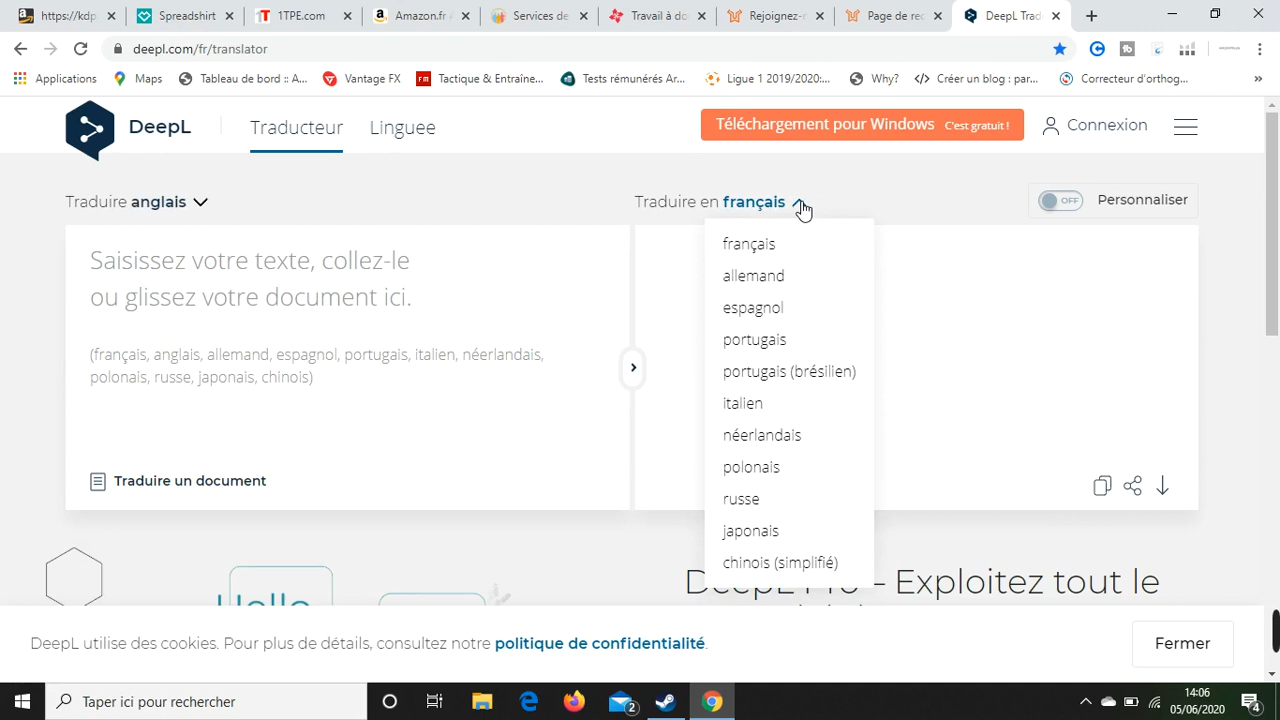 https://kdp
Spreadshirt
1TPE.com
Amazon.fr
Services de
Travail à do
Rejoignez-
Page de re
DeepL Trad
deepl.com/fr/translator
Applications
Maps
Tableau de bord :: A...
Vantage FX
Tactique & Entraîne...
Tests rémunérés Ar...
Ligue 1 2019/2020:...
Why?
Créer un blog : par...
Correcteur d'orthog...
»
DeepL
Traducteur
Linguee
Téléchargement pour Windows C'est gratuit !
Connexion
Traduire anglais
Traduire en français
OFF
Personnaliser
Saisissez votre texte, collez-le
ou glissez votre document ici.
(français, anglais, allemand, espagnol, portugais, italien, néerlandais,
polonais, russe, japonais, chinois)
Traduire un document
français
allemand
espagnol
portugais
portugais (brésilien)
italien
néerlandais
polonais
russe
japonais
chinois (simplifié)
Hello
DeepL Pro – Exploitez tout le
DeepL utilise des cookies. Pour plus de détails, consultez notre politique de confidentialité.
Fermer
Taper ici pour rechercher
2
14:06
05/06/2020
4